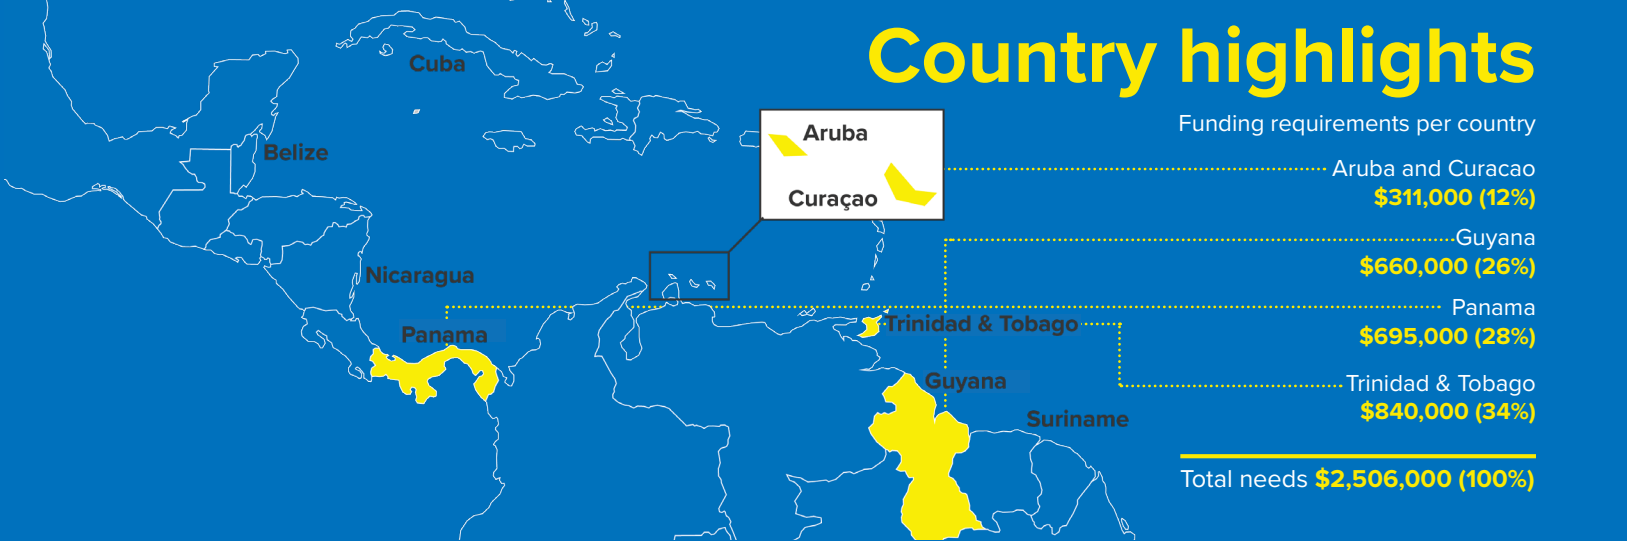 Country highlights
Funding requirements per country
Aruba and Curacao
$311,000 (12%)
Guyana
$660,000 (26%)
Panama
$695,000 (28%)
Trinidad & Tobago
$840,000 (34%)
Total needs $2,506,000 (100%)
Cuba
Belize
Aruba
Curaçao
Nicaragua
Panama
Trinidad & Tobago
Guyana
Suriname